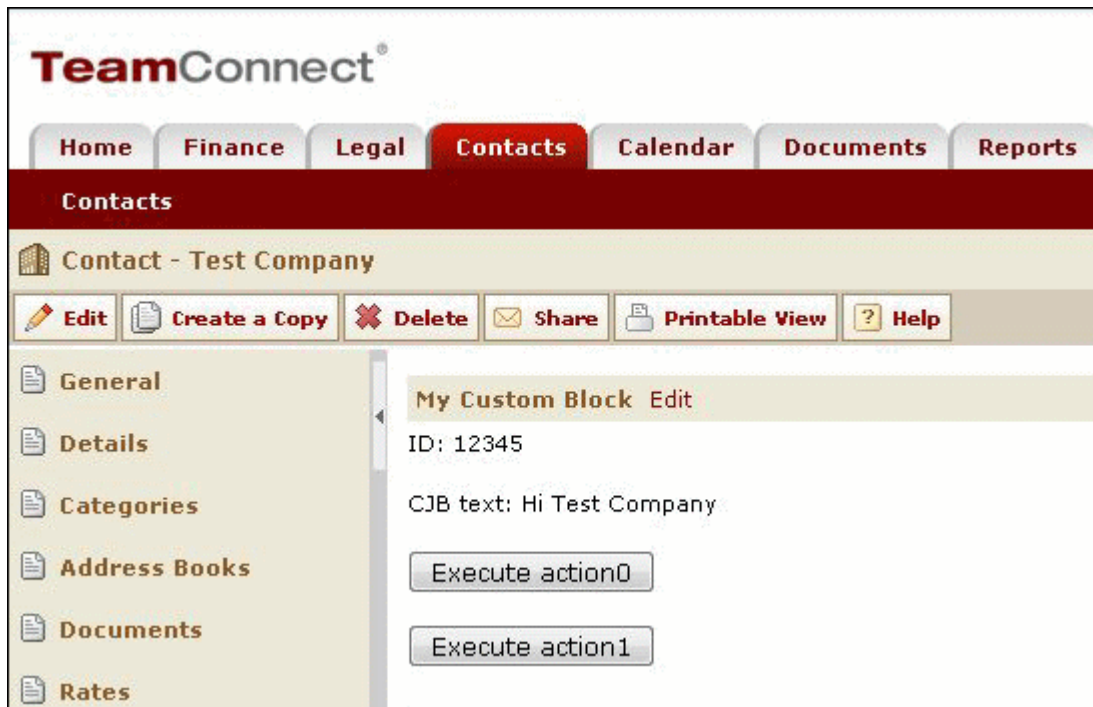 TeamConnect®
Home Finance Legal Contacts Calendar Documents Reports
Contacts
Contact - Test Company
Edit Create a Copy Delete Share Printable View ? Help
General
Details
Categories
Address Books
Documents
Rates
My Custom Block Edit
ID: 12345
CJB text: Hi Test Company
Execute action0
Execute action1